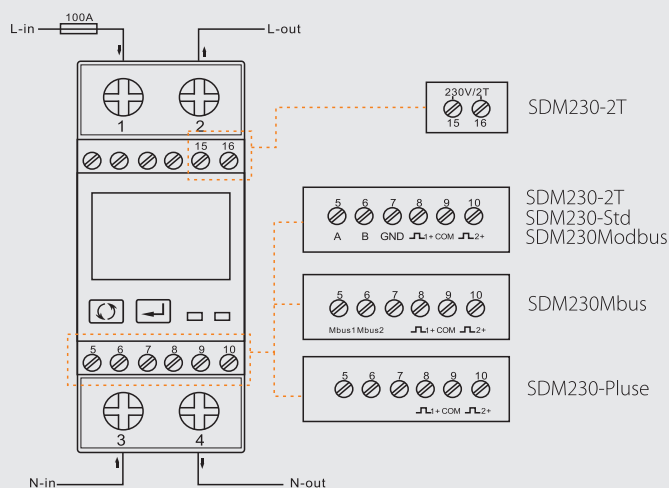 100A
L-in
L-out
1 2
15 16
230V/2T
15 16
SDM230-2T
5 6 7 8 9 10
A B GND 1+ COM 2+
SDM230-2T
SDM230-Std
SDM230Modbus
5 6 7 8 9 10
Mbus1 Mbus2 1+ COM 2+
SDM230Mbus
5 6 7 8 9 10
5 6 7 8 9 10
1+ COM 2+
SDM230-Pluse
3 4
N-in
N-out